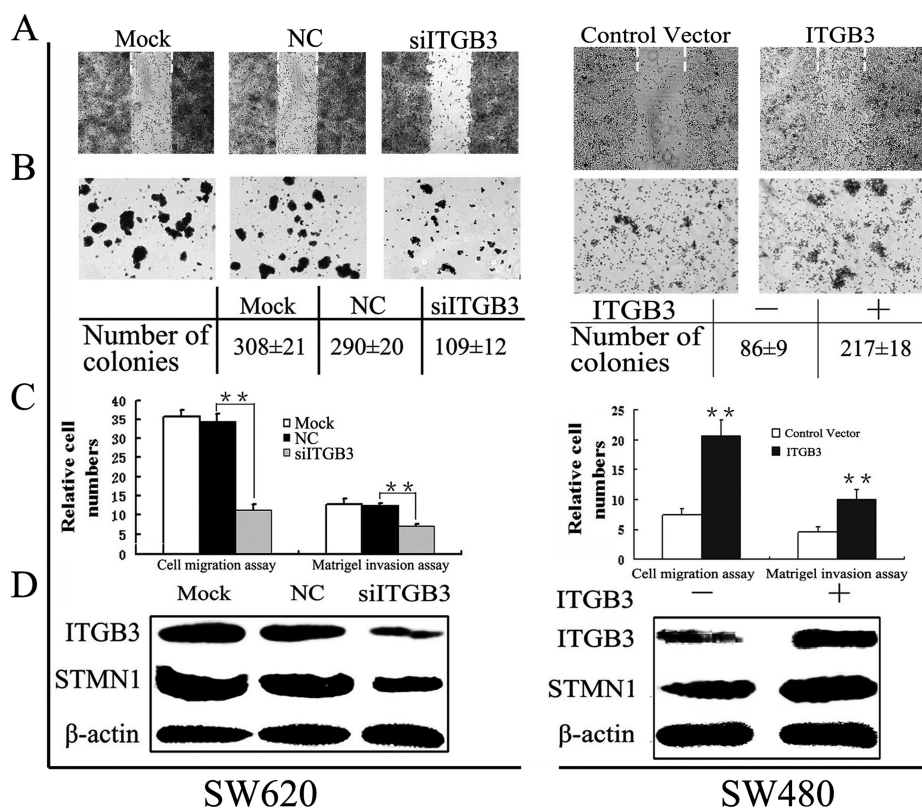 A
Mock NC siITGB3
Control Vector ITGB3
B
Mock NC siITGB3
Number of colonies 308±21 290±20 109±12
ITGB3 − +
Number of colonies 86±9 217±18
C
Relative cell numbers
40
35
30
25
20
15
10
5
0
**
**
Mock
NC
siITGB3
Cell migration assay Matrigel invasion assay
Relative cell numbers
25
20
15
10
5
0
**
**
Control Vector
ITGB3
Cell migration assay Matrigel invasion assay
D
Mock NC siITGB3
ITGB3
STMN1
β-actin
ITGB3 − +
ITGB3
STMN1
β-actin
SW620
SW480